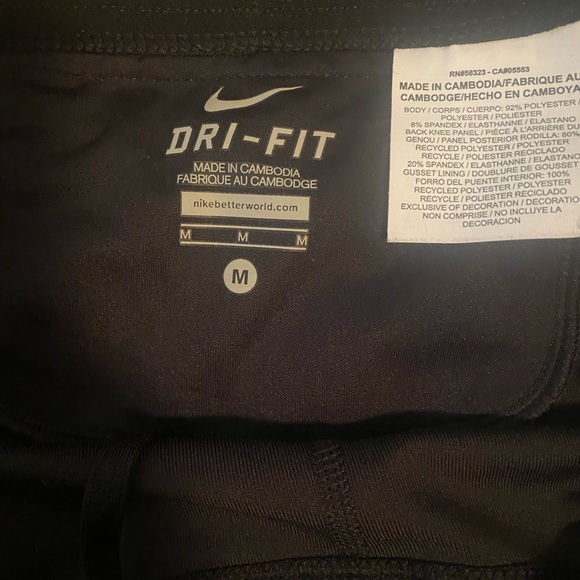 DRI-FIT
MADE IN CAMBODIA
FABRIQUE AU CAMBODGE
nikebetterworld.com
M M M
M
RN#56323 - CA#05553
MADE IN CAMBODIA/FABRIQUE AU
CAMBODGE/HECHO EN CAMBOYA
BODY / CORPS / CUERPO: 92% POLYESTER /
POLYESTER / POLIESTER
8% SPANDEX / ELASTHANNE / ELASTANO
BACK KNEE PANEL / PIÈCE À L'ARRIÈRE DU
GENOU / PANEL POSTERIOR RODILLA: 80%
RECYCLED POLYESTER / POLYESTER
RECYCLE / POLIESTER RECICLADO
20% SPANDEX / ELASTHANNE / ELASTANO
GUSSET LINING / DOUBLURE DE GOUSSET
FORRO DEL PUENTE INTERIOR: 100%
RECYCLED POLYESTER / POLYESTER
RECYCLE / POLIESTER RECICLADO
EXCLUSIVE OF DECORATION / DECORATIO
NON COMPRISE / NO INCLUYE LA
DECORACION